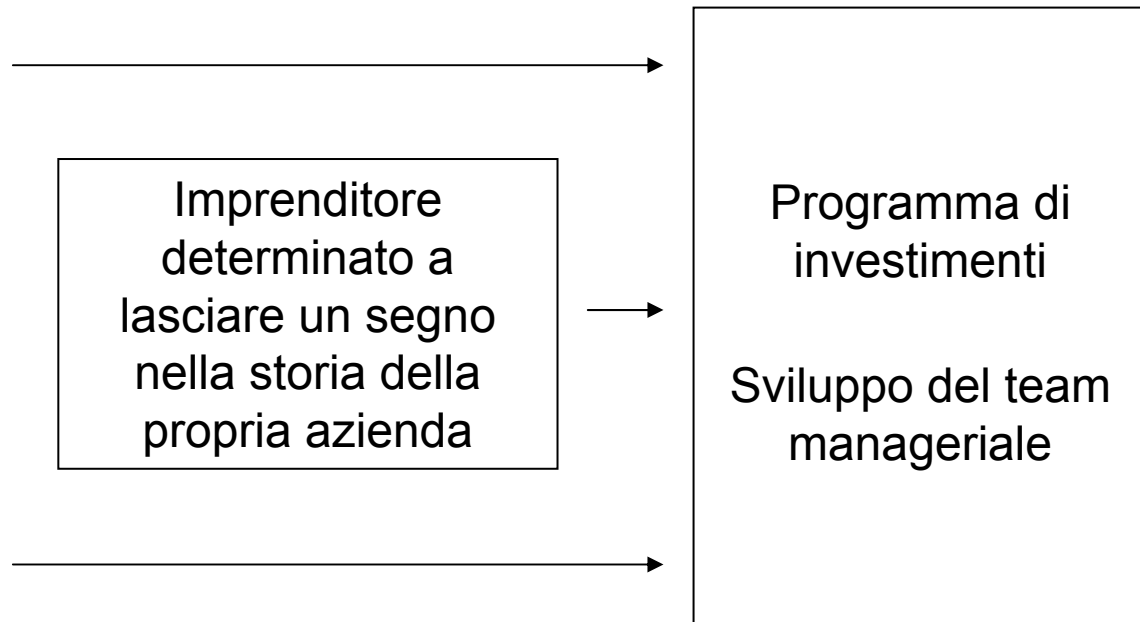 Imprenditore
determinato a
lasciare un segno
nella storia della
propria azienda
Programma di
investimenti
Sviluppo del team
manageriale